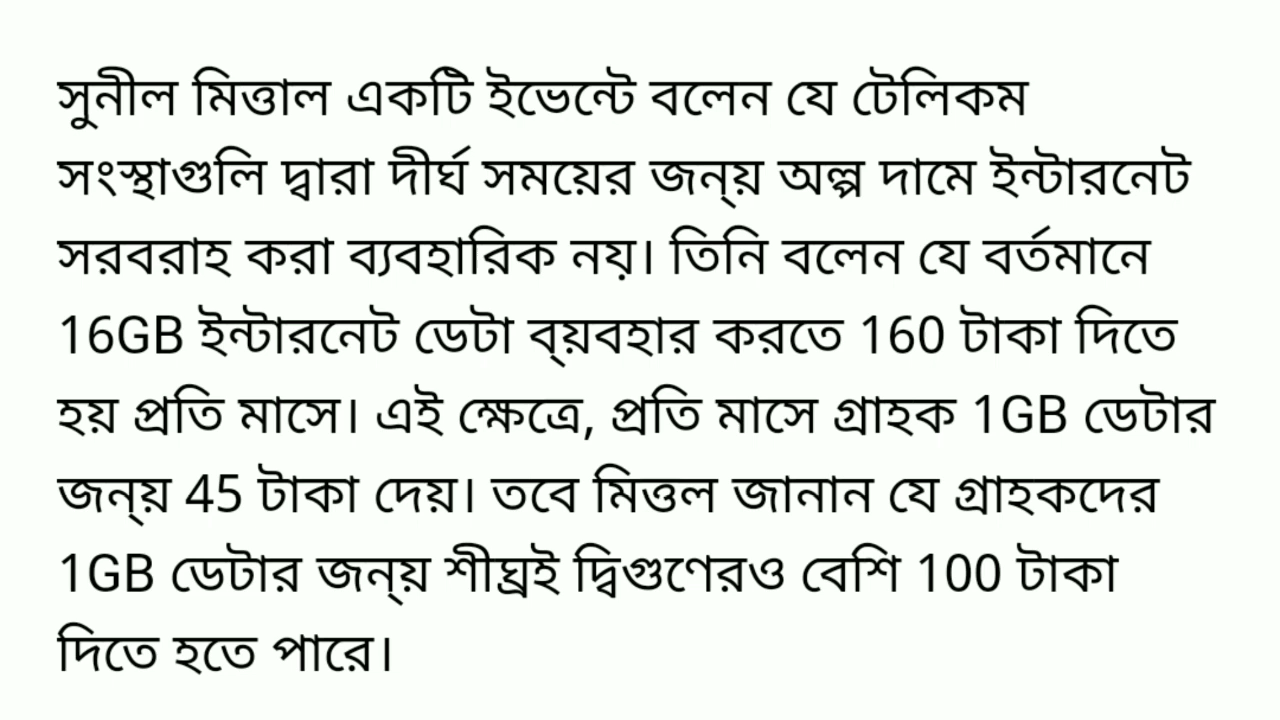 সুনীল মিত্তাল একটি ইভেন্টে বলেন যে টেলিকম
সংস্থাগুলি দ্বারা দীর্ঘ সময়ের জন্য় অল্প দামে ইন্টারনেট
সরবরাহ করা ব্যবহারিক নয়। তিনি বলেন যে বর্তমানে
16GB ইন্টারনেট ডেটা ব্য়বহার করতে 160 টাকা দিতে
হয় প্রতি মাসে। এই ক্ষেত্রে, প্রতি মাসে গ্রাহক 1GB ডেটার
জন্য় 45 টাকা দেয়। তবে মিত্তল জানান যে গ্রাহকদের
1GB ডেটার জন্য় শীঘ্রই দ্বিগুণেরও বেশি 100 টাকা
দিতে হতে পারে।